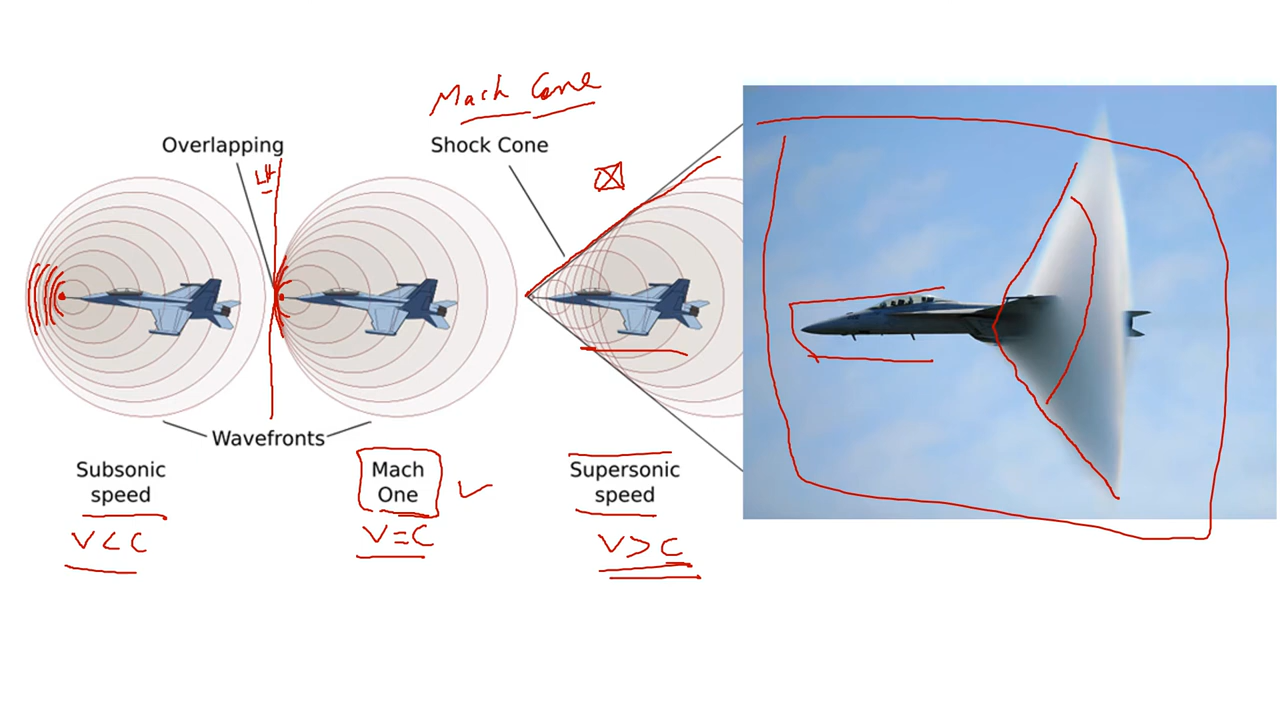 Mach Cone
Overlapping
Shock Cone
Wavefronts
Subsonic
speed
Mach
One
Supersonic
speed
V < C
V = C
V > C